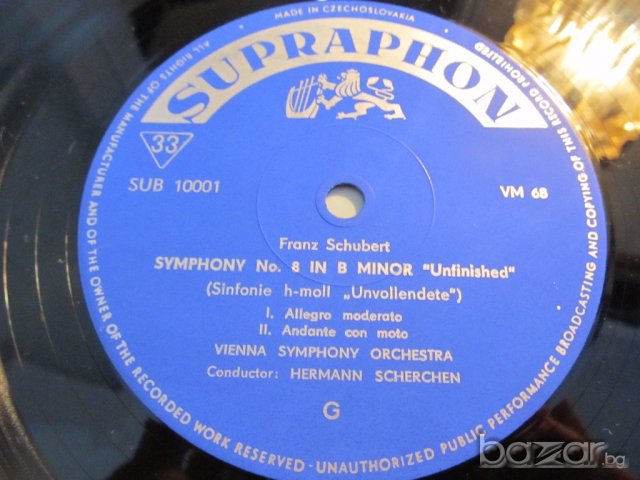 MADE IN CZECHOSLOVAKIA
SUPRAPHON
33
SUB 10001
VM 68
Franz Schubert
SYMPHONY No. 8 IN B MINOR "Unfinished"
(Sinfonie h-moll „Unvollendete")
I. Allegro moderato
II. Andante con moto
VIENNA SYMPHONY ORCHESTRA
Conductor: HERMANN SCHERCHEN
G
ALL RIGHTS OF THE MANUFACTURER AND OF THE OWNER OF THE RECORDED WORK RESERVED - UNAUTHORIZED PUBLIC PERFORMANCE BROADCASTING AND COPYING OF THIS RECORD PROHIBITED
bazar.bg